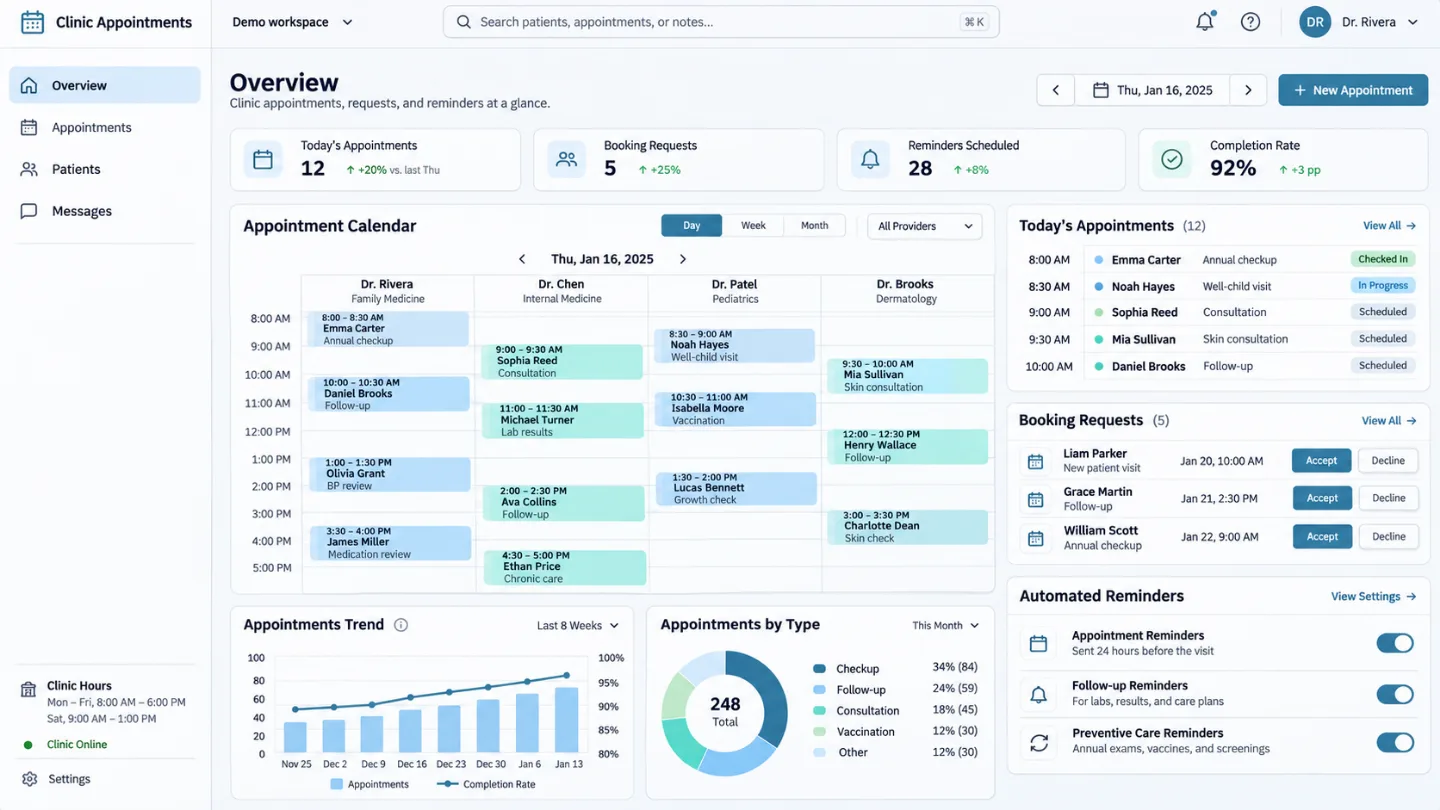 Clinic Appointments
Demo workspace
Search patients, appointments, or notes...
⌘ K
DR
Dr. Rivera
Overview
Appointments
Patients
Messages
Clinic Hours
Mon – Fri, 8:00 AM – 6:00 PM
Sat, 9:00 AM – 1:00 PM
Clinic Online
Settings
Overview
Clinic appointments, requests, and reminders at a glance.
Thu, Jan 16, 2025
+ New Appointment
Today's Appointments
12 ↑ +20% vs. last Thu
Booking Requests
5 ↑ +25%
Reminders Scheduled
28 ↑ +8%
Completion Rate
92% ↑ +3 pp
Appointment Calendar
Day Week Month
All Providers
Thu, Jan 16, 2025
Dr. Rivera
Family Medicine
Dr. Chen
Internal Medicine
Dr. Patel
Pediatrics
Dr. Brooks
Dermatology
8:00 AM
9:00 AM
10:00 AM
11:00 AM
12:00 PM
1:00 PM
2:00 PM
3:00 PM
4:00 PM
5:00 PM
8:00 – 8:30 AM
Emma Carter
Annual checkup
10:00 – 10:30 AM
Daniel Brooks
Follow-up
1:00 – 1:30 PM
Olivia Grant
BP review
3:30 – 4:00 PM
James Miller
Medication review
9:00 – 9:30 AM
Sophia Reed
Consultation
11:00 – 11:30 AM
Michael Turner
Lab results
2:00 – 2:30 PM
Ava Collins
Follow-up
4:30 – 5:00 PM
Ethan Price
Chronic care
8:30 – 9:00 AM
Noah Hayes
Well-child visit
10:30 – 11:00 AM
Isabella Moore
Vaccination
1:30 – 2:00 PM
Lucas Bennett
Growth check
9:30 – 10:00 AM
Mia Sullivan
Skin consultation
12:00 – 12:30 PM
Henry Wallace
Follow-up
3:00 – 3:30 PM
Charlotte Dean
Skin check
Today's Appointments (12)
View All →
8:00 AM Emma Carter Annual checkup Checked In
8:30 AM Noah Hayes Well-child visit In Progress
9:00 AM Sophia Reed Consultation Scheduled
9:30 AM Mia Sullivan Skin consultation Scheduled
10:00 AM Daniel Brooks Follow-up Scheduled
Booking Requests (5)
View All →
Liam Parker
New patient visit
Jan 20, 10:00 AM
Accept Decline
Grace Martin
Follow-up
Jan 21, 2:30 PM
Accept Decline
William Scott
Annual checkup
Jan 22, 9:00 AM
Accept Decline
Automated Reminders
View Settings →
Appointment Reminders
Sent 24 hours before the visit
Follow-up Reminders
For labs, results, and care plans
Preventive Care Reminders
Annual exams, vaccines, and screenings
Appointments Trend
Last 8 Weeks
100
80
60
40
20
0
100%
95%
90%
85%
80%
Nov 25 Dec 2 Dec 9 Dec 16 Dec 23 Dec 30 Jan 6 Jan 13
Appointments Completion Rate
Appointments by Type
This Month
248
Total
Checkup 34% (84)
Follow-up 24% (59)
Consultation 18% (45)
Vaccination 12% (30)
Other 12% (30)